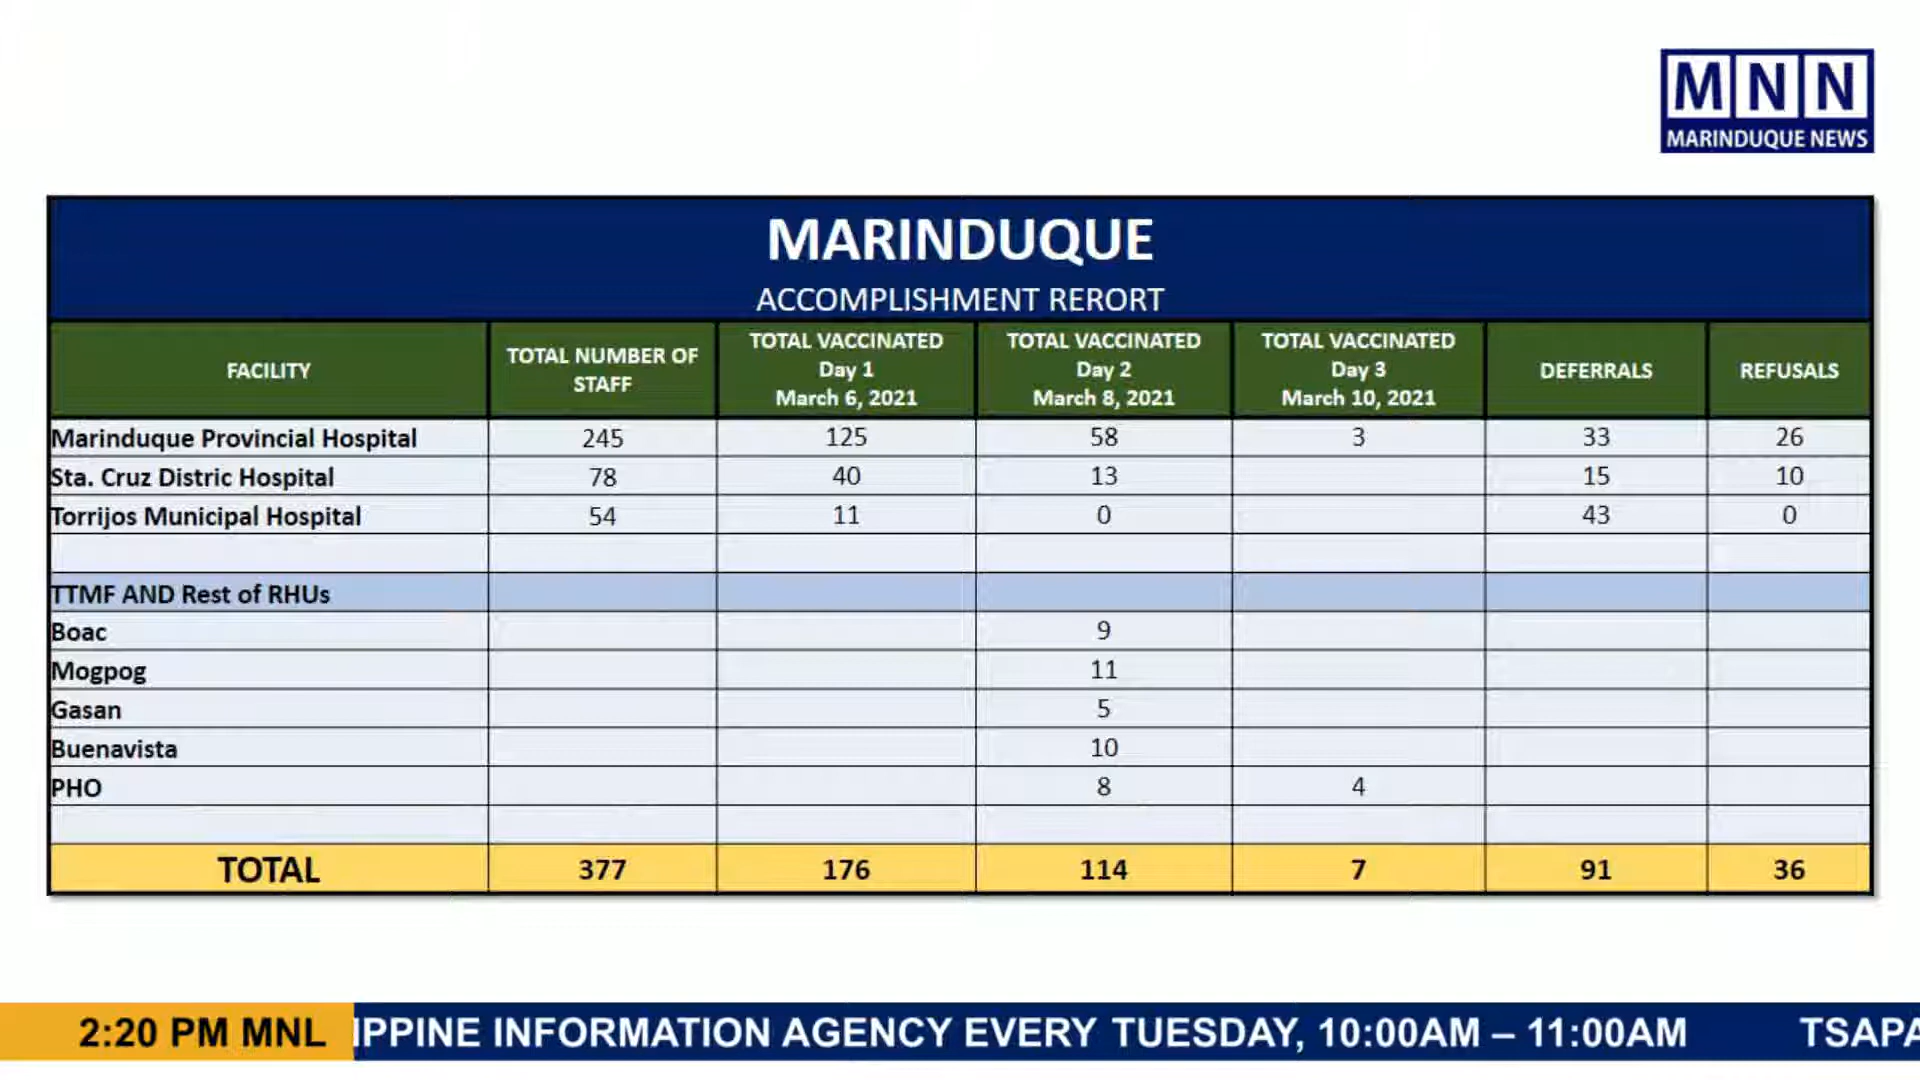 MNN
MARINDUQUE NEWS
MARINDUQUE
ACCOMPLISHMENT RERORT
FACILITY
TOTAL NUMBER OF
STAFF
TOTAL VACCINATED
Day 1
March 6, 2021
TOTAL VACCINATED
Day 2
March 8, 2021
TOTAL VACCINATED
Day 3
March 10, 2021
DEFERRALS
REFUSALS
Marinduque Provincial Hospital 245 125 58 3 33 26
Sta. Cruz Distric Hospital 78 40 13 15 10
Torrijos Municipal Hospital 54 11 0 43 0
TTMF AND Rest of RHUs
Boac 9
Mogpog 11
Gasan 5
Buenavista 10
PHO 8 4
TOTAL 377 176 114 7 91 36
2:20 PM MNL IPPINE INFORMATION AGENCY EVERY TUESDAY, 10:00AM – 11:00AM TSAPA